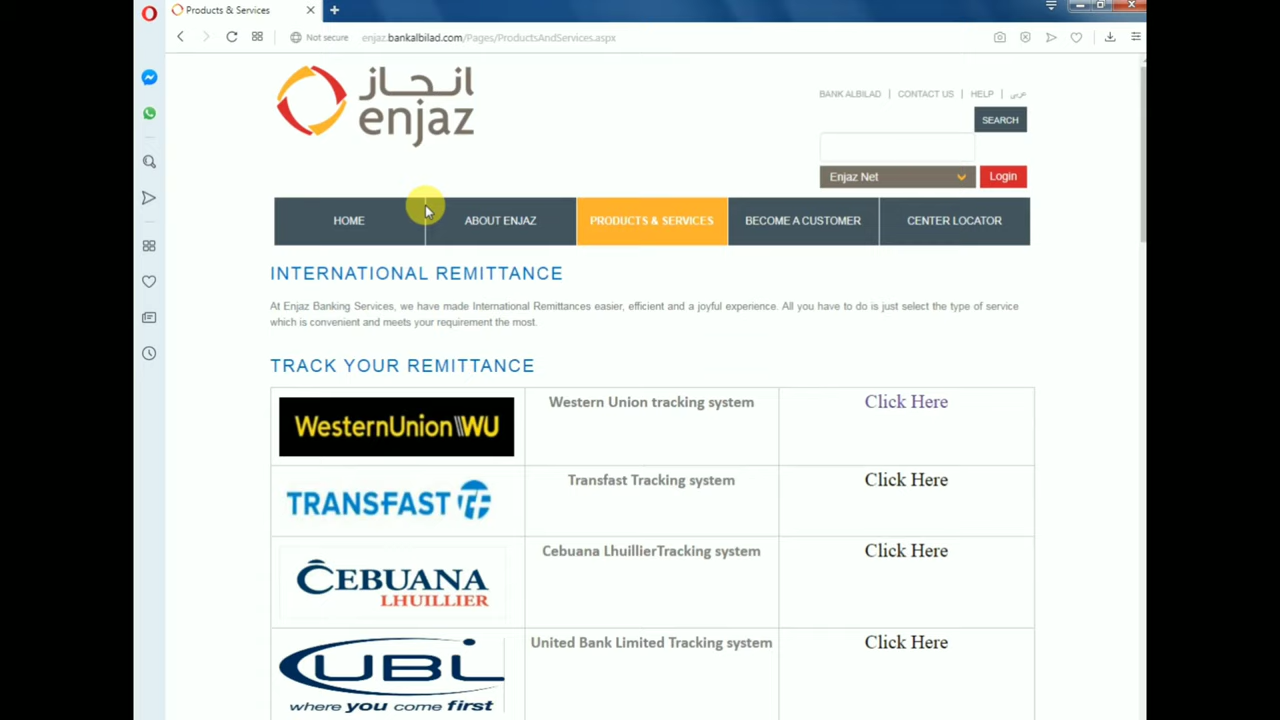 Products & Services
Not secure enjaz.bankalbilad.com/Pages/ProductsAndServices.aspx
انجاز
enjaz
BANK ALBILAD | CONTACT US | HELP | عربي
SEARCH
Enjaz Net
Login
HOME
ABOUT ENJAZ
PRODUCTS & SERVICES
BECOME A CUSTOMER
CENTER LOCATOR
INTERNATIONAL REMITTANCE
At Enjaz Banking Services, we have made International Remittances easier, efficient and a joyful experience. All you have to do is just select the type of service
which is convenient and meets your requirement the most.
TRACK YOUR REMITTANCE
WesternUnion WU
Western Union tracking system
Click Here
TRANSFAST TF
Transfast Tracking system
Click Here
CEBUANA
LHUILLIER
Cebuana LhuillierTracking system
Click Here
UBL
where you come first
United Bank Limited Tracking system
Click Here